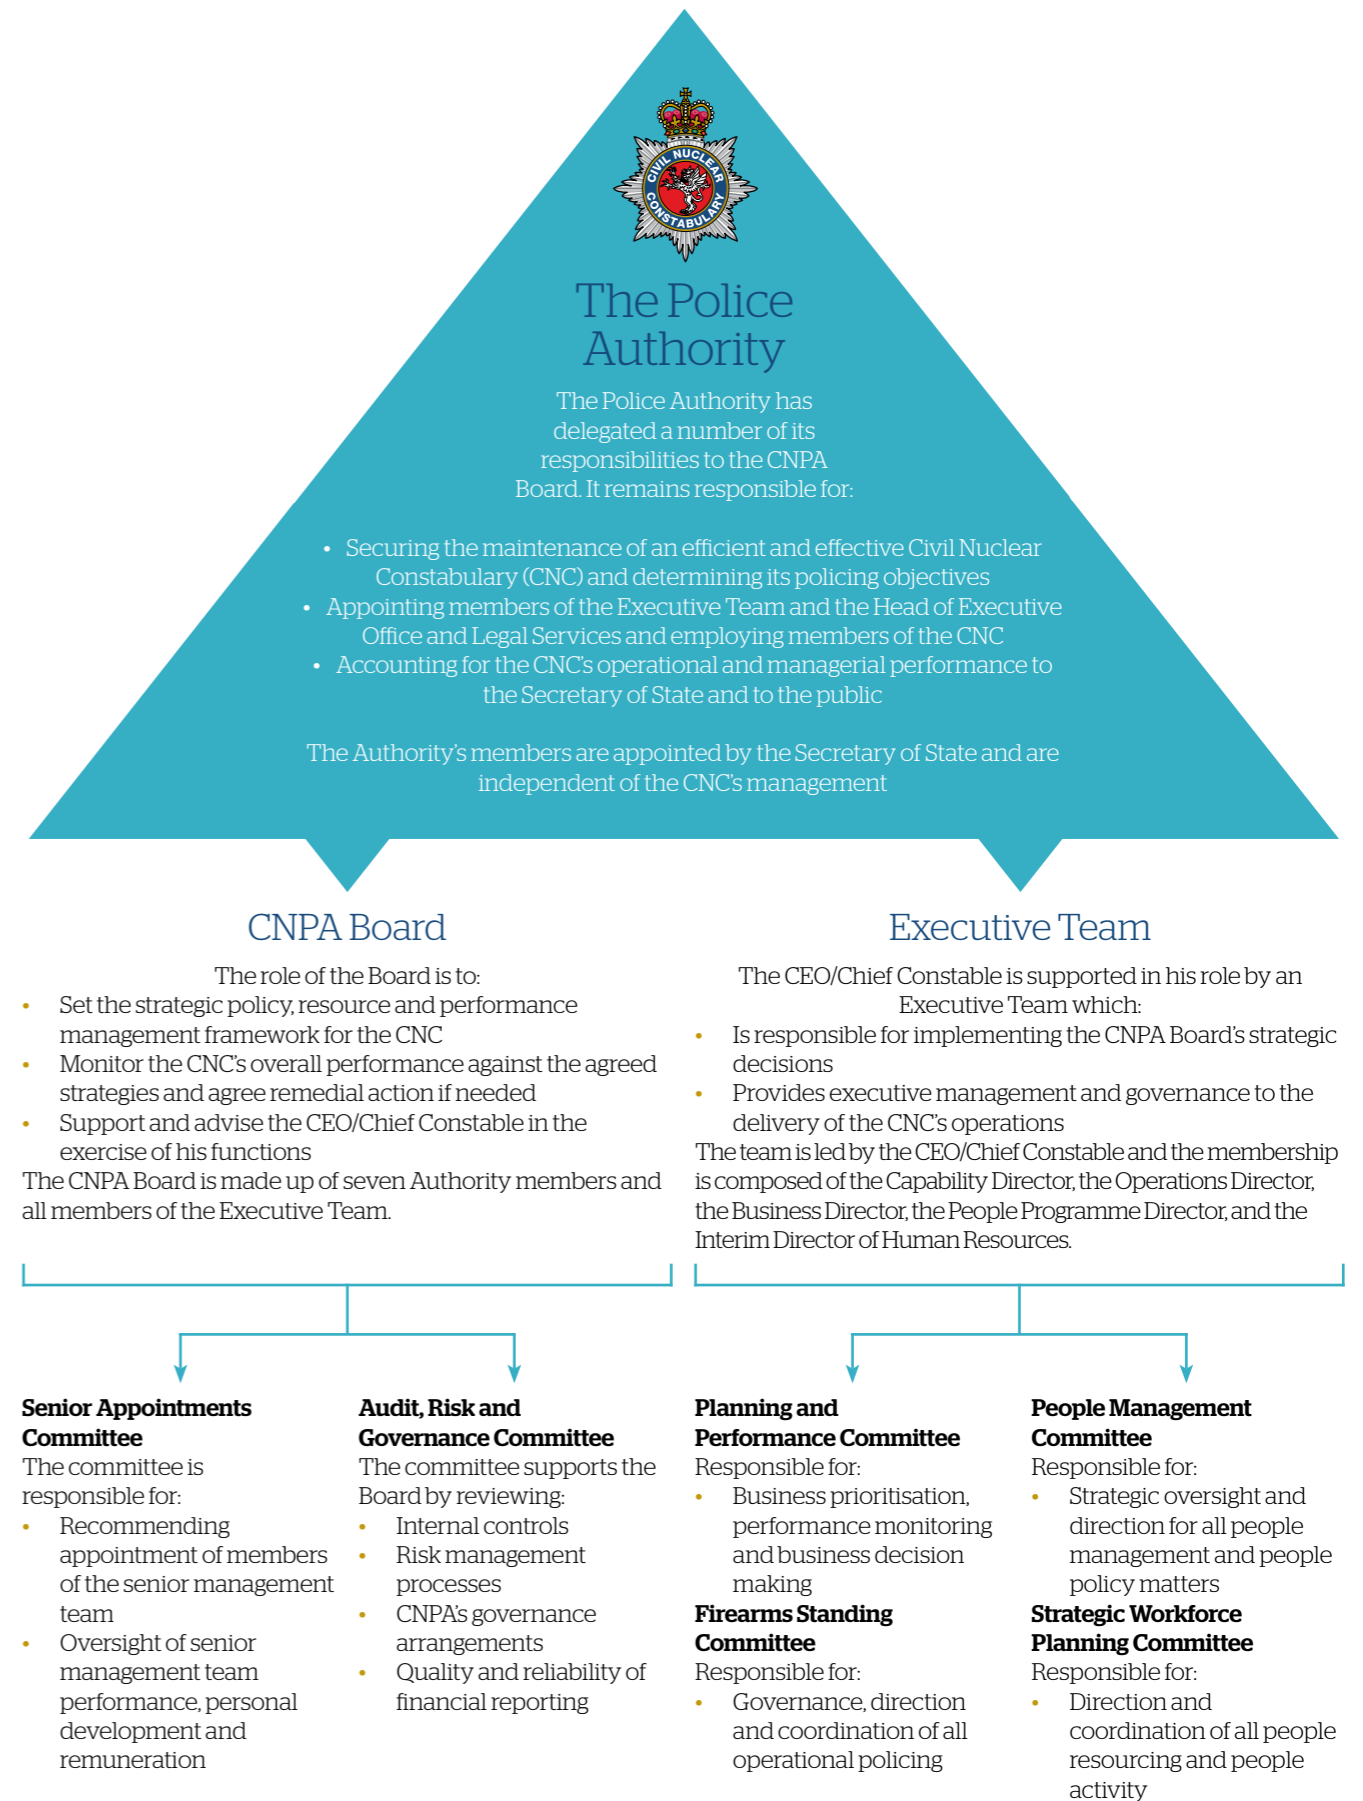 CIVIL NUCLEAR
CONSTABULARY
The Police
Authority
The Police Authority has
delegated a number of its
responsibilities to the CNPA
Board. It remains responsible for:
• Securing the maintenance of an efficient and effective Civil Nuclear
Constabulary (CNC) and determining its policing objectives
• Appointing members of the Executive Team and the Head of Executive
Office and Legal Services and employing members of the CNC
• Accounting for the CNC's operational and managerial performance to
the Secretary of State and to the public
The Authority's members are appointed by the Secretary of State and are
independent of the CNC's management
CNPA Board
The role of the Board is to:
• Set the strategic policy, resource and performance
management framework for the CNC
• Monitor the CNC's overall performance against the agreed
strategies and agree remedial action if needed
• Support and advise the CEO/Chief Constable in the
exercise of his functions
The CNPA Board is made up of seven Authority members and
all members of the Executive Team.
Executive Team
The CEO/Chief Constable is supported in his role by an
Executive Team which:
• Is responsible for implementing the CNPA Board's strategic
decisions
• Provides executive management and governance to the
delivery of the CNC's operations
The team is led by the CEO/Chief Constable and the membership
is composed of the Capability Director, the Operations Director,
the Business Director, the People Programme Director, and the
Interim Director of Human Resources.
Senior Appointments
Committee
The committee is
responsible for:
• Recommending
appointment of members
of the senior management
team
• Oversight of senior
management team
performance, personal
development and
remuneration
Audit, Risk and
Governance Committee
The committee supports the
Board by reviewing:
• Internal controls
• Risk management
processes
• CNPA's governance
arrangements
• Quality and reliability of
financial reporting
Planning and
Performance Committee
Responsible for:
• Business prioritisation,
performance monitoring
and business decision
making
Firearms Standing
Committee
Responsible for:
• Governance, direction
and coordination of all
operational policing
People Management
Committee
Responsible for:
• Strategic oversight and
direction for all people
management and people
policy matters
Strategic Workforce
Planning Committee
Responsible for:
• Direction and
coordination of all people
resourcing and people
activity